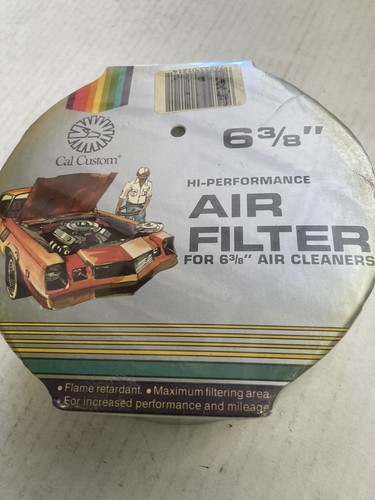 6 3/8"
Cal Custom®
HI-PERFORMANCE
AIR
FILTER
FOR 6 3/8" AIR CLEANERS
• Flame retardant. • Maximum filtering area.
• For increased performance and mileage